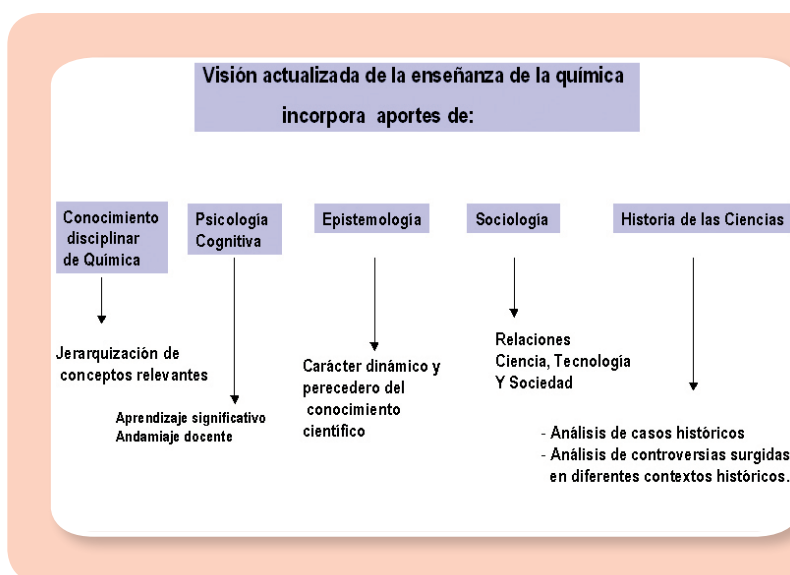 Visión actualizada de la enseñanza de la química
incorpora aportes de:
Conocimiento
disciplinar
de Química
Psicología
Cognitiva
Epistemología
Sociología
Historia de las Ciencias
Jerarquización de
conceptos relevantes
Aprendizaje significativo
Andamiaje docente
Carácter dinámico y
perecedero del
conocimiento
científico
Relaciones
Ciencia, Tecnología
Y Sociedad
- Análisis de casos históricos
- Análisis de controversias surgidas
en diferentes contextos históricos.